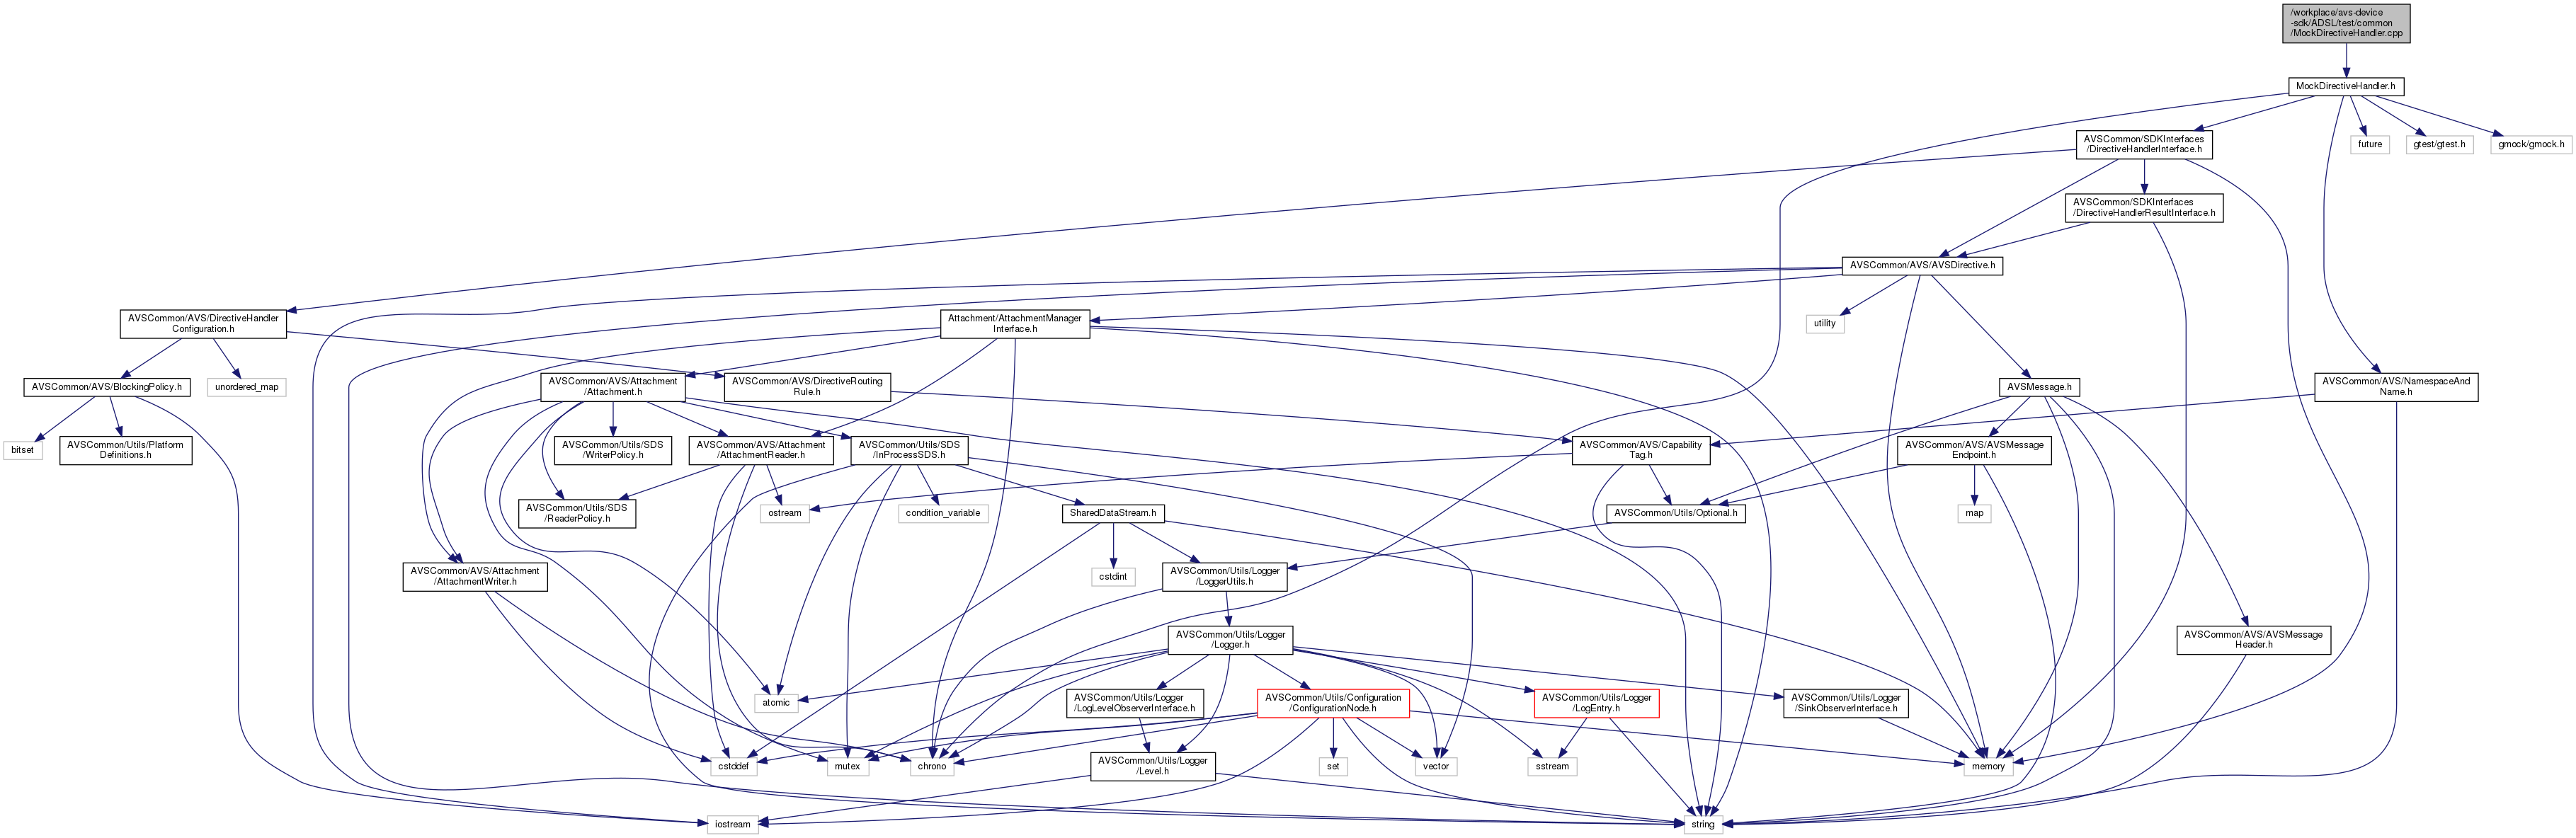 /workplace/avs-device
-sdk/ADSL/test/common
/MockDirectiveHandler.cpp
MockDirectiveHandler.h
AVSCommon/SDKInterfaces
/DirectiveHandlerInterface.h
future
gtest/gtest.h
gmock/gmock.h
AVSCommon/SDKInterfaces
/DirectiveHandlerResultInterface.h
AVSCommon/AVS/AVSDirective.h
AVSCommon/AVS/DirectiveHandler
Configuration.h
Attachment/AttachmentManager
Interface.h
utility
AVSCommon/AVS/BlockingPolicy.h
unordered_map
AVSCommon/AVS/Attachment
/Attachment.h
AVSCommon/AVS/DirectiveRouting
Rule.h
AVSMessage.h
AVSCommon/AVS/NamespaceAnd
Name.h
bitset
AVSCommon/Utils/Platform
Definitions.h
AVSCommon/Utils/SDS
/WriterPolicy.h
AVSCommon/AVS/Attachment
/AttachmentReader.h
AVSCommon/Utils/SDS
/InProcessSDS.h
AVSCommon/AVS/Capability
Tag.h
AVSCommon/AVS/AVSMessage
Endpoint.h
AVSCommon/Utils/SDS
/ReaderPolicy.h
ostream
condition_variable
SharedDataStream.h
AVSCommon/Utils/Optional.h
map
AVSCommon/AVS/Attachment
/AttachmentWriter.h
cstdint
AVSCommon/Utils/Logger
/LoggerUtils.h
AVSCommon/Utils/Logger
/Logger.h
AVSCommon/AVS/AVSMessage
Header.h
atomic
AVSCommon/Utils/Logger
/LogLevelObserverInterface.h
AVSCommon/Utils/Configuration
/ConfigurationNode.h
AVSCommon/Utils/Logger
/LogEntry.h
AVSCommon/Utils/Logger
/SinkObserverInterface.h
cstddef
mutex
chrono
AVSCommon/Utils/Logger
/Level.h
set
vector
sstream
memory
iostream
string